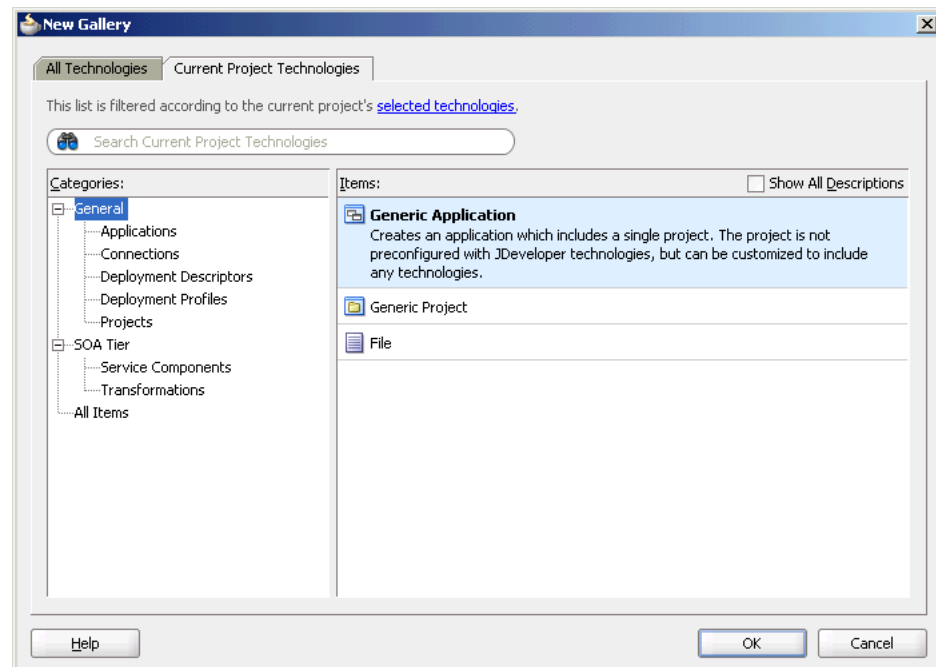 New Gallery
All Technologies
Current Project Technologies
This list is filtered according to the current project's selected technologies.
Search Current Project Technologies
Categories:
General
Applications
Connections
Deployment Descriptors
Deployment Profiles
Projects
SOA Tier
Service Components
Transformations
All Items
Items:
Show All Descriptions
Generic Application
Creates an application which includes a single project. The project is not
preconfigured with JDeveloper technologies, but can be customized to include
any technologies.
Generic Project
File
Help
OK
Cancel